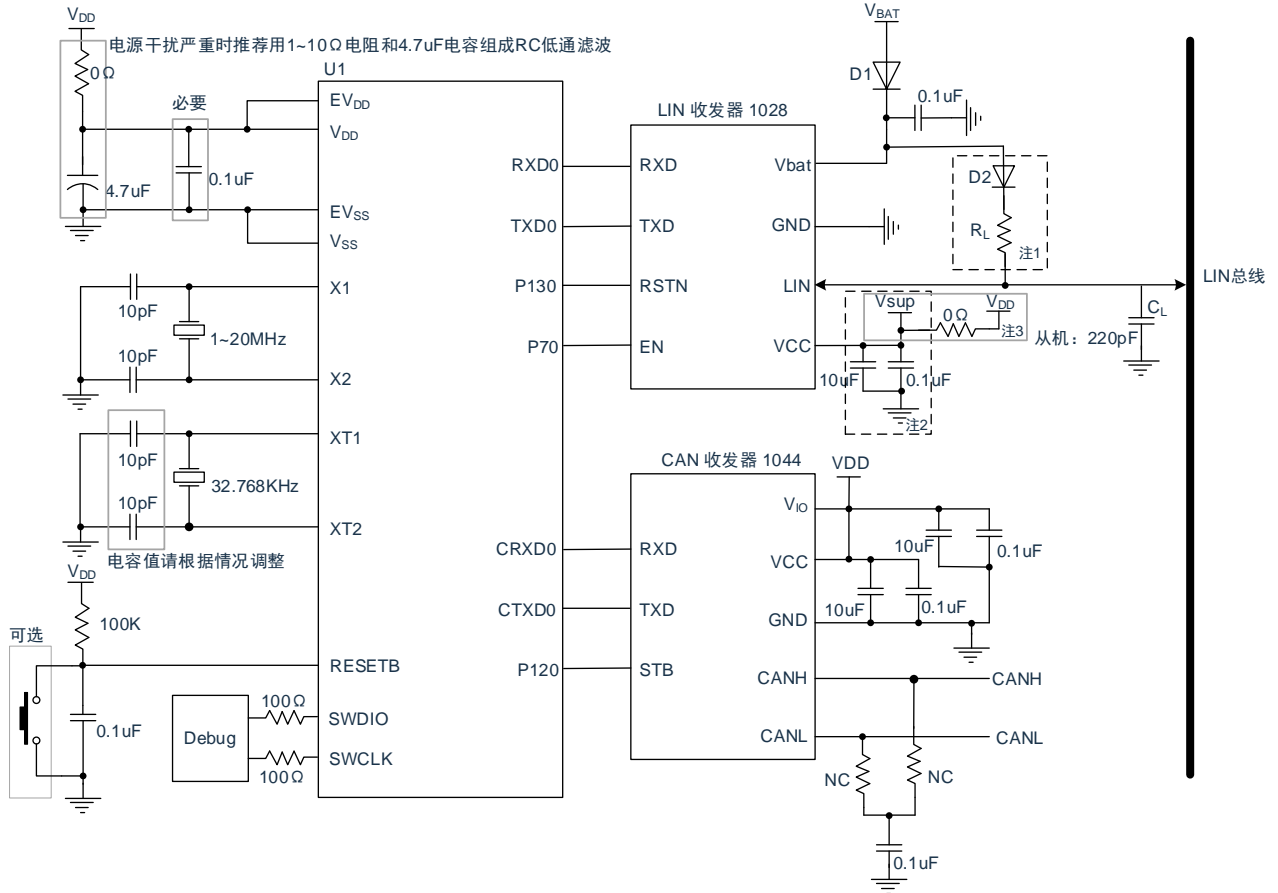 VDD
电源干扰严重时推荐用1~10Ω电阻和4.7uF电容组成RC低通滤波
0Ω
必要
0.1uF
4.7uF
U1
EVDD
VDD
EVSS
VSS
X1
10pF
1~20MHz
10pF
X2
XT1
10pF
32.768KHz
10pF
XT2
电容值请根据情况调整
VDD
100K
可选
RESETB
0.1uF
Debug
100Ω
SWDIO
100Ω
SWCLK
RXD0
TXD0
P130
P70
CRXD0
CTXD0
P120
LIN 收发器 1028
RXD
TXD
RSTN
EN
Vbat
GND
LIN
VCC
VBAT
D1
0.1uF
D2
RL
注1
Vsup
0Ω
VDD
注3
10uF
0.1uF
注2
CL
从机：220pF
LIN总线
CAN 收发器 1044
RXD
TXD
STB
VIO
VCC
GND
CANH
CANL
VDD
10uF
0.1uF
10uF
0.1uF
CANH
CANL
NC
NC
0.1uF